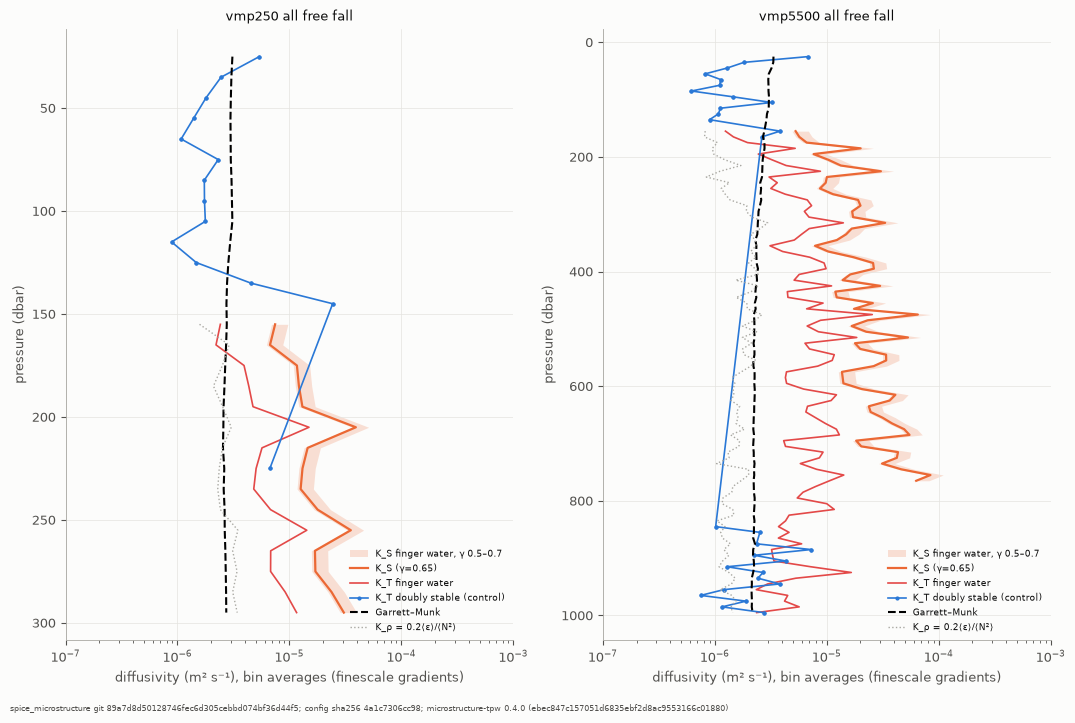 vmp250 all free fall
50
100
150
200
250
300
pressure (dbar)
10⁻⁷
10⁻⁶
10⁻⁵
10⁻⁴
10⁻³
diffusivity (m² s⁻¹), bin averages (finescale gradients)
K_S finger water, γ 0.5–0.7
K_S (γ=0.65)
K_T finger water
K_T doubly stable (control)
Garrett–Munk
K_ρ = 0.2⟨ε⟩/⟨N²⟩
vmp5500 all free fall
0
200
400
600
800
1000
pressure (dbar)
10⁻⁷
10⁻⁶
10⁻⁵
10⁻⁴
10⁻³
diffusivity (m² s⁻¹), bin averages (finescale gradients)
K_S finger water, γ 0.5–0.7
K_S (γ=0.65)
K_T finger water
K_T doubly stable (control)
Garrett–Munk
K_ρ = 0.2⟨ε⟩/⟨N²⟩
spice_microstructure git 89a7d8d50128746fec6d305cebbd074bf36d44f5; config sha256 4a1c7306cc98; microstructure-tpw 0.4.0 (ebec847c157051d6835ebf2d8ac9553166c01880)